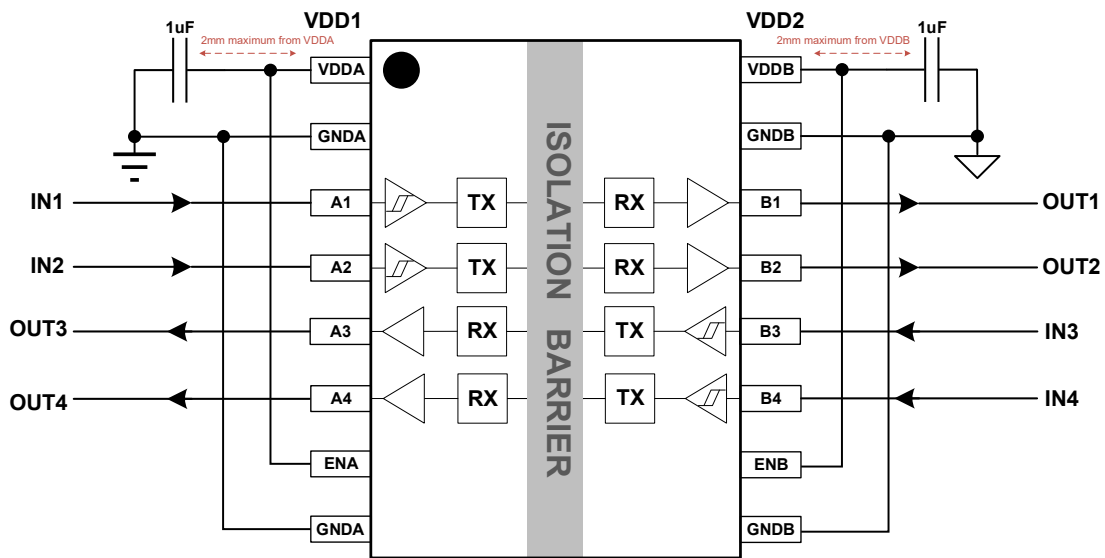 VDD1
VDD2
1uF
1uF
2mm maximum from VDDA
2mm maximum from VDDB
VDDA
VDDB
GNDA
GNDB
ISOLATION BARRIER
IN1
A1
TX
RX
B1
OUT1
IN2
A2
TX
RX
B2
OUT2
OUT3
A3
RX
TX
B3
IN3
OUT4
A4
RX
TX
B4
IN4
ENA
ENB
GNDA
GNDB